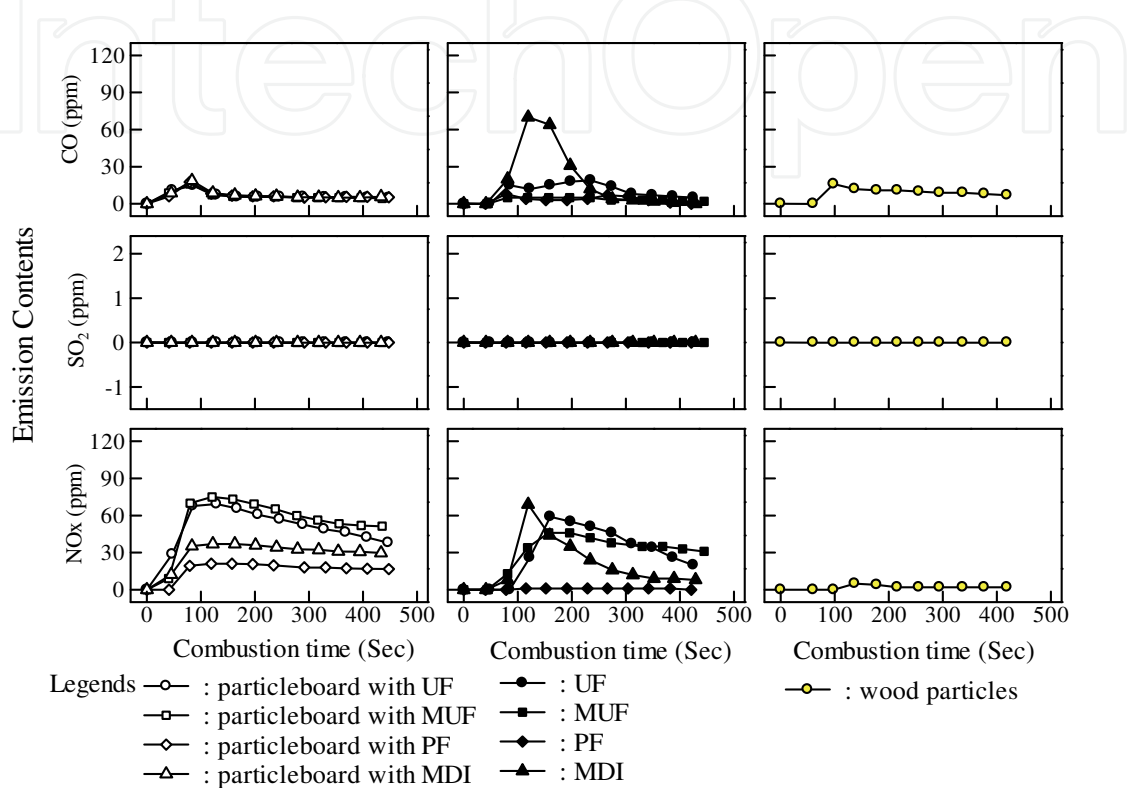 IntechOpen
120
90
60
30
0
CO (ppm)
2
1
0
-1
SO2 (ppm)
Emission Contents
120
90
60
30
0
NOx (ppm)
0 100 200 300 400 500
0 100 200 300 400 500
0 100 200 300 400 500
Combustion time (Sec)
Combustion time (Sec)
Combustion time (Sec)
Legends
: particleboard with UF
: particleboard with MUF
: particleboard with PF
: particleboard with MDI
: UF
: MUF
: PF
: MDI
: wood particles